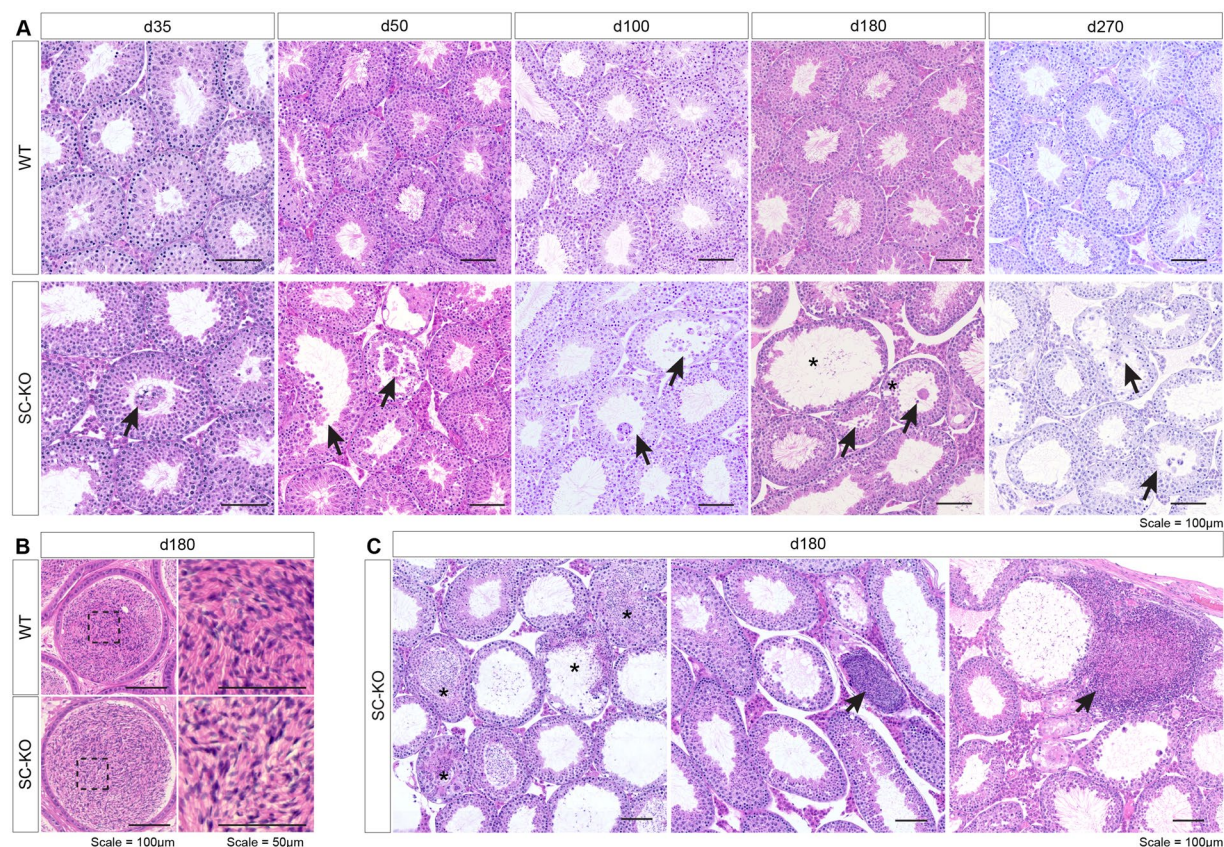 A
d35
d50
d100
d180
d270
WT
SC-KO
*
*
Scale = 100µm
B
d180
WT
SC-KO
Scale = 100µm
Scale = 50µm
C
d180
SC-KO
*
*
*
*
Scale = 100µm